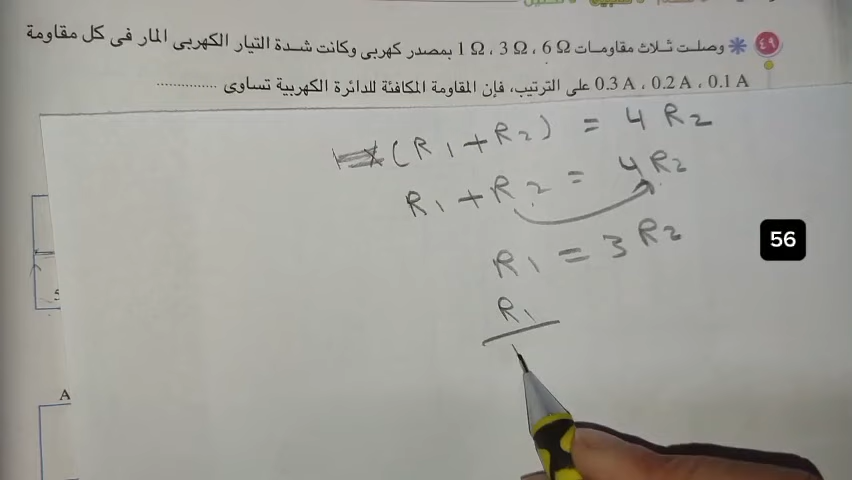 ٤٩ وصلت ثلاث مقاومات 6 Ω ، 3 Ω ، 1 Ω بمصدر كهربى وكانت شدة التيار الكهربى المار فى كل مقاومة
0.1 A ، 0.2 A ، 0.3 A على الترتيب، فإن المقاومة المكافئة للدائرة الكهربية تساوى ...............
(R1 + R2) = 4 R2
R1 + R2 = 4R2
R1 = 3 R2
R1
56
A